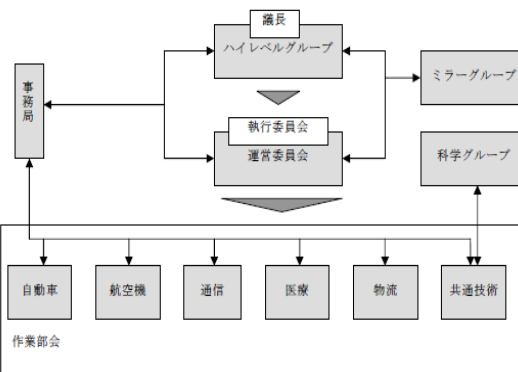 議長
ハイレベルグループ
事務局
ミラーグループ
執行委員会
運営委員会
科学グループ
自動車
航空機
通信
医療
物流
共通技術
作業部会